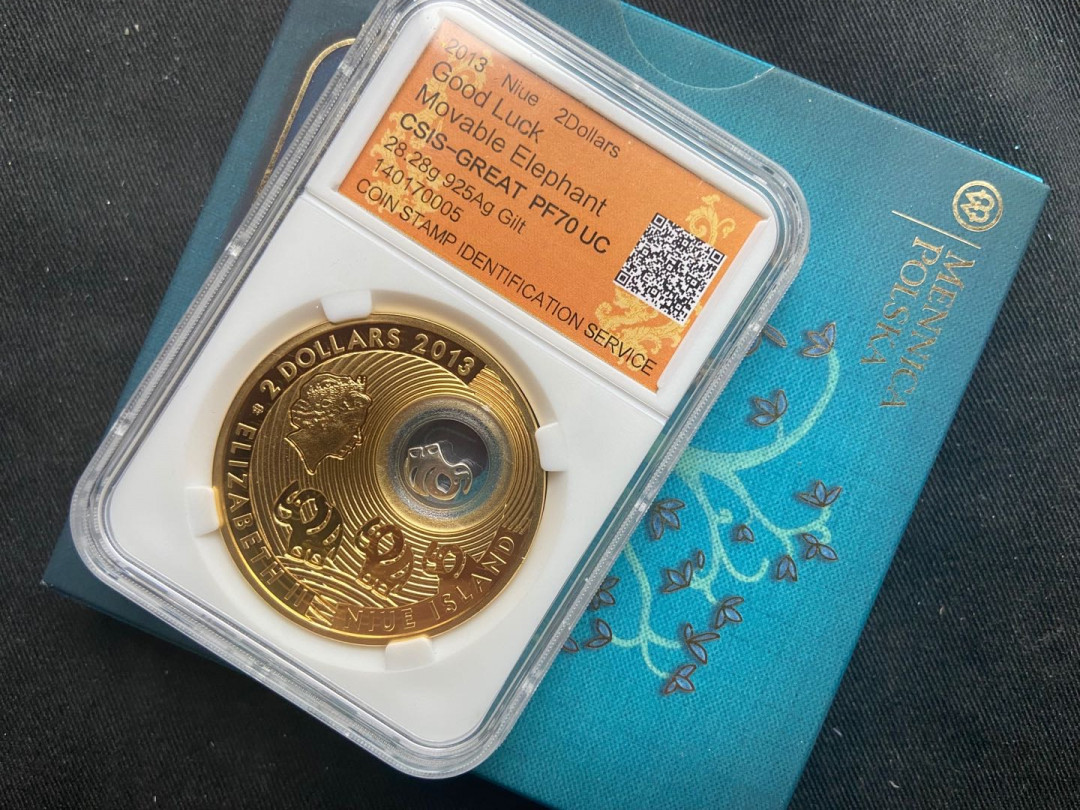 2013 Niue 2Dollars
Good Luck
Movable Elephant
CSIS-GREAT PF70 UC
28.28g 925Ag Gilt
140170005
COIN STAMP IDENTIFICATION SERVICE
MENNICA
POLSKA
2 DOLLARS 2013
ELIZABETH II NIUE ISLAND